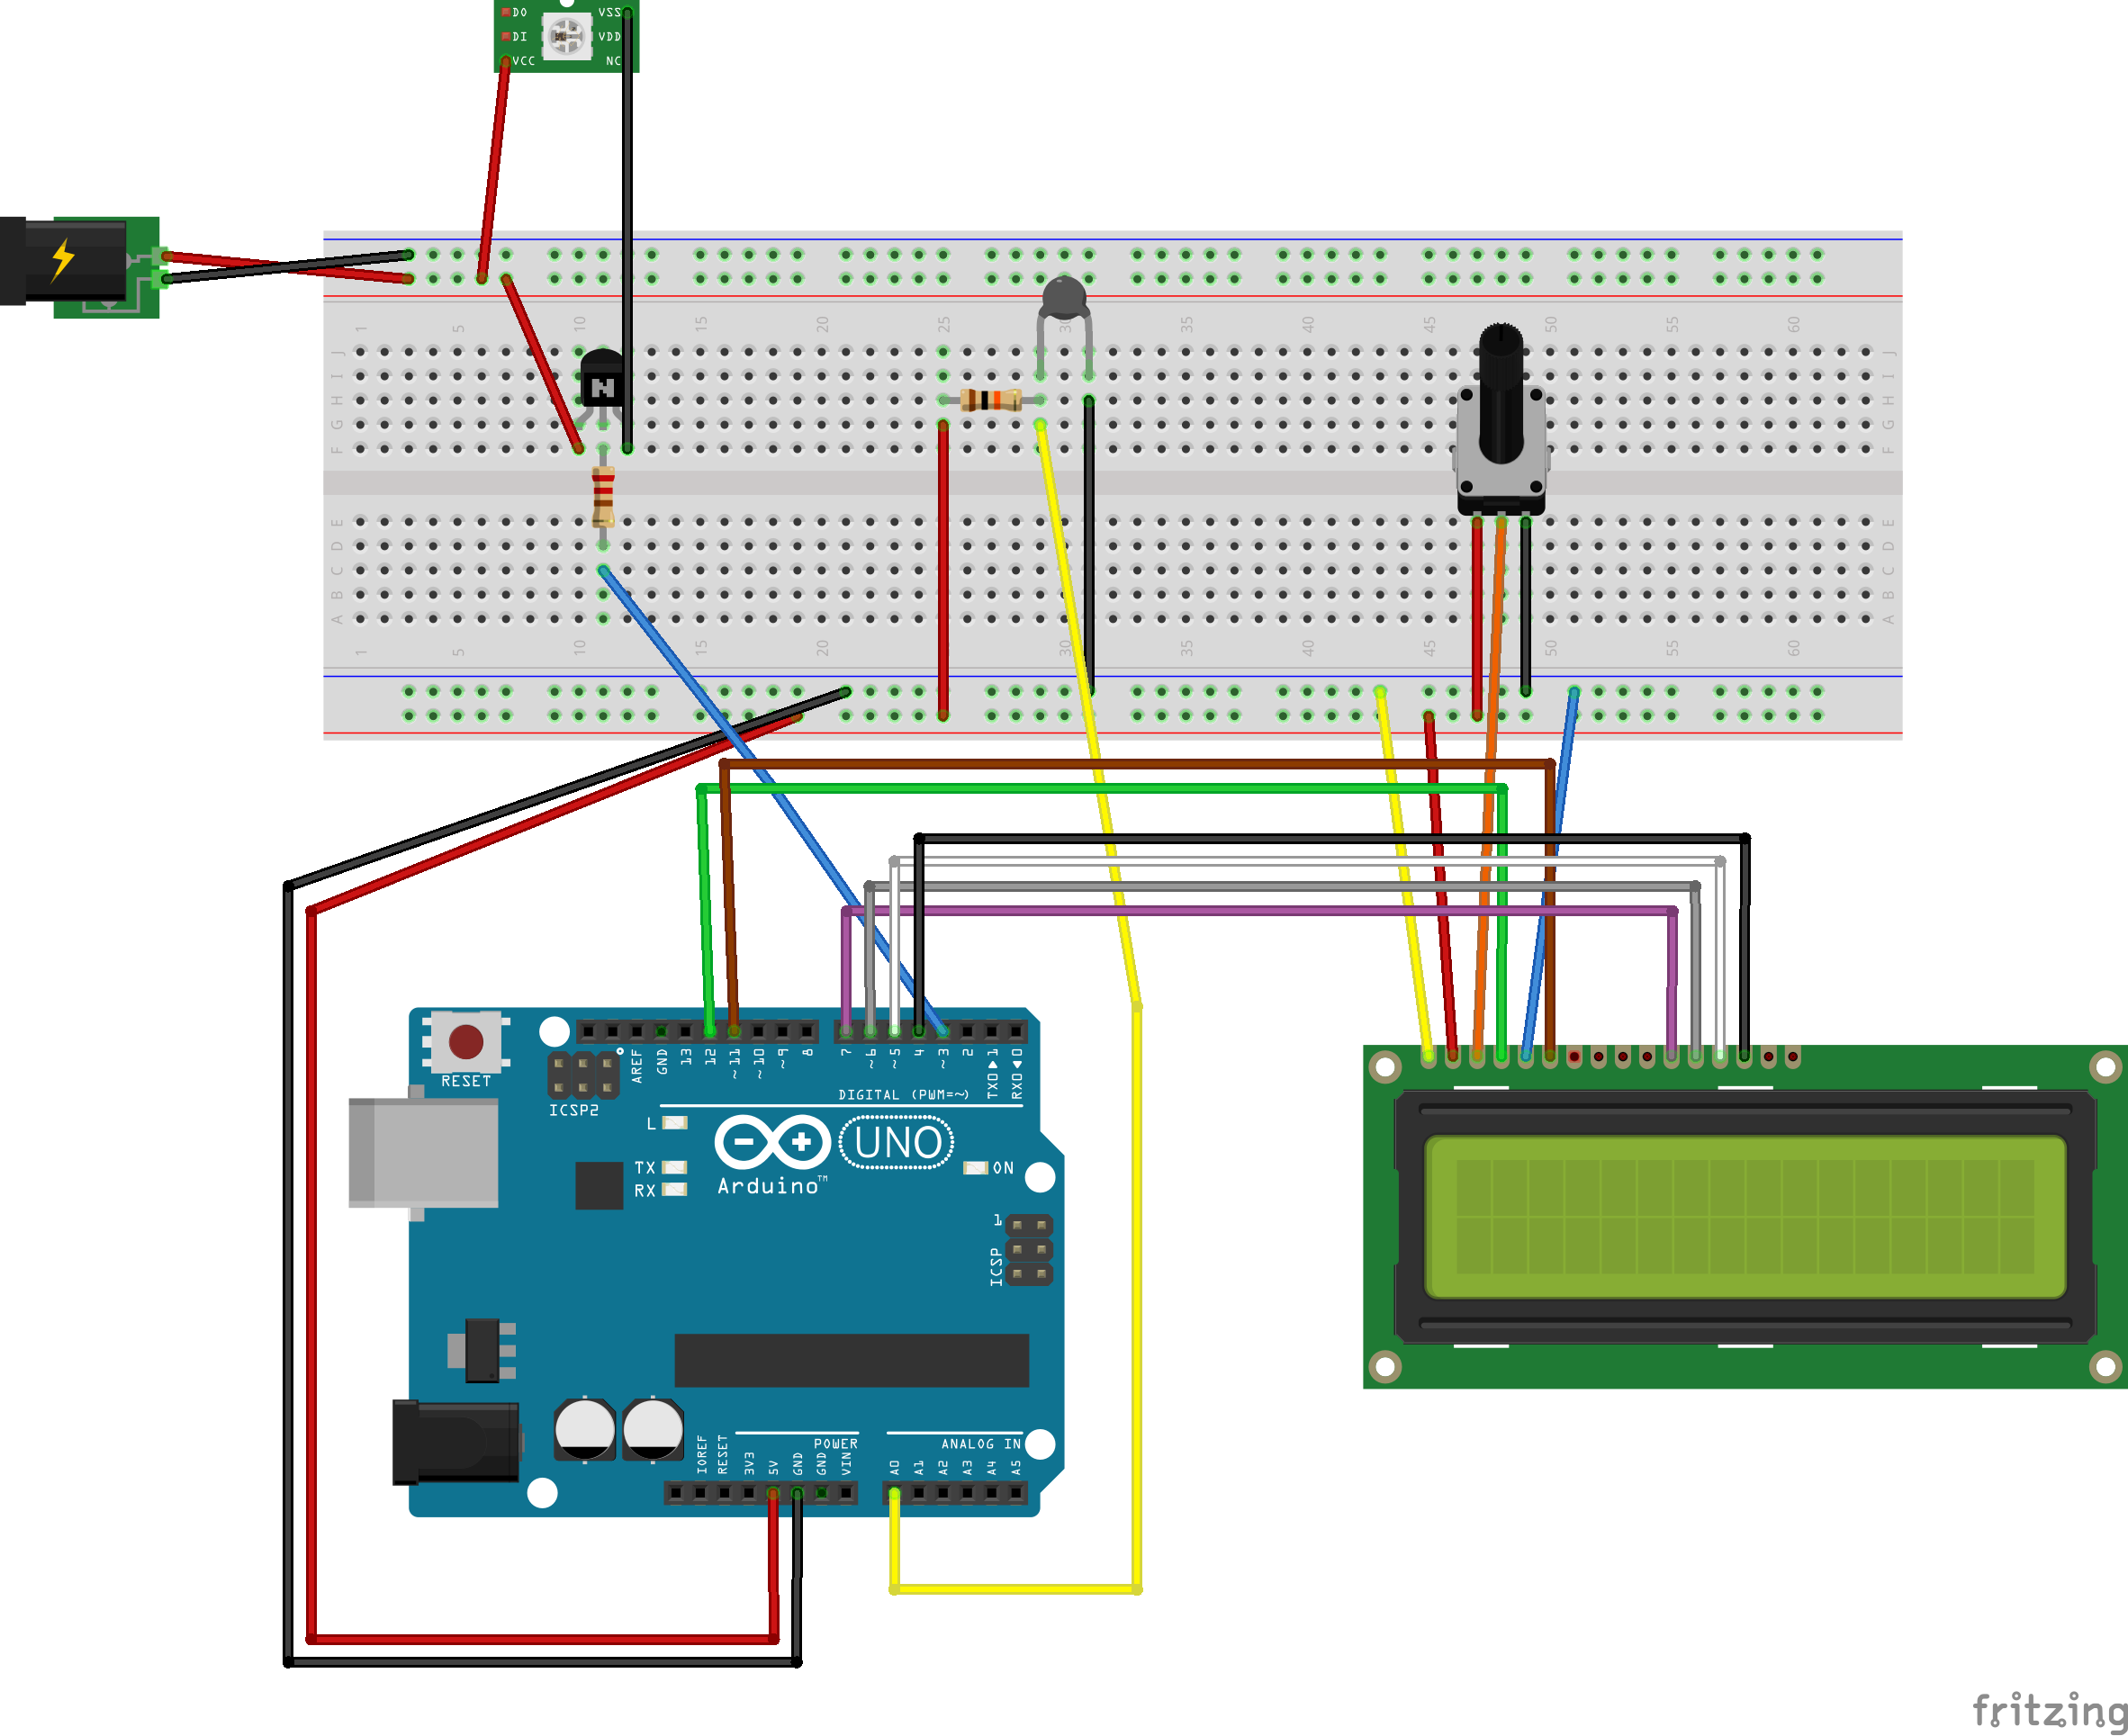 DO VSS
DI VDD
VCC NC
1 5 10 15 20 25 30 35 40 45 50 55 60
J J
I I
H H
G G
F F
N
E E
D D
C C
B B
A A
1 5 10 15 20 25 30 35 40 45 50 55 60
RESET
ICSP2
AREF
GND
13
12
~11
~10
~9
8
7
~6
~5
4
~3
2
TX0▶1
RX0◀0
DIGITAL (PWM=~)
L
TX
RX
UNO
Arduino™
ON
1
ICSP
IOREF
RESET
3V3
5V
GND
GND
VIN
POWER
ANALOG IN
A0
A1
A2
A3
A4
A5
fritzing